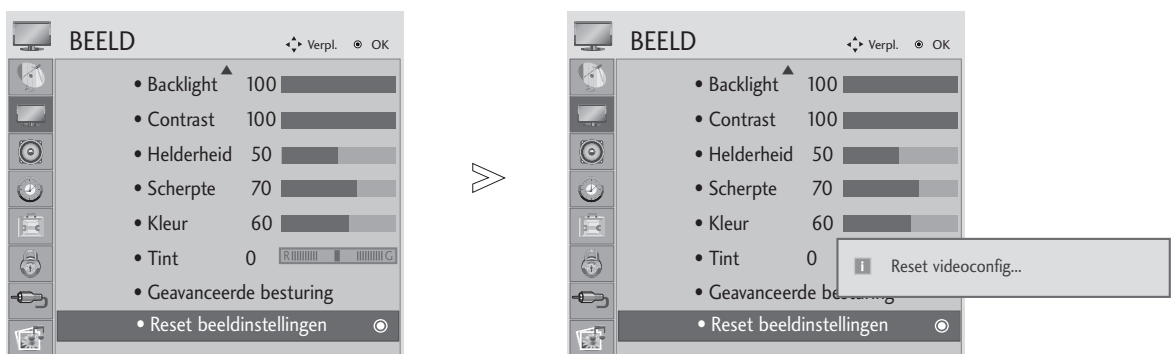 BEELD Verpl. OK
• Backlight 100
• Contrast 100
• Helderheid 50
• Scherpte 70
• Kleur 60
• Tint 0 R G
• Geavanceerde besturing
• Reset beeldinstellingen
BEELD Verpl. OK
• Backlight 100
• Contrast 100
• Helderheid 50
• Scherpte 70
• Kleur 60
• Tint 0
i Reset videoconfig...
• Geavanceerde besturing
• Reset beeldinstellingen